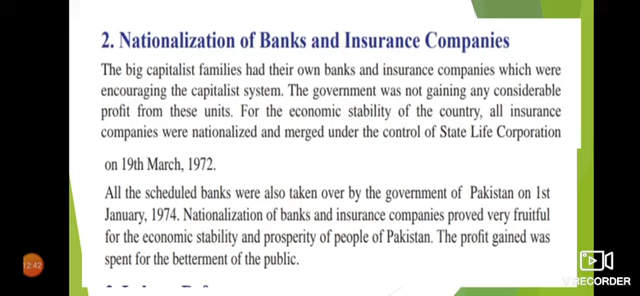 2. Nationalization of Banks and Insurance Companies
The big capitalist families had their own banks and insurance companies which were
encouraging the capitalist system. The government was not gaining any considerable
profit from these units. For the economic stability of the country, all insurance
companies were nationalized and merged under the control of State Life Corporation
on 19th March, 1972.
All the scheduled banks were also taken over by the government of Pakistan on 1st
January, 1974. Nationalization of banks and insurance companies proved very fruitful
for the economic stability and prosperity of people of Pakistan. The profit gained was
spent for the betterment of the public.
12:42
V RECORDER